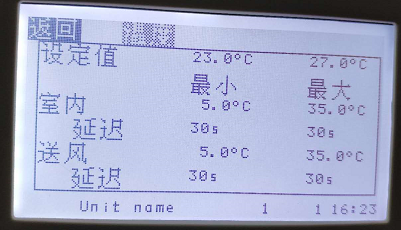 返回 温度
设定值 23.0°C 27.0°C
最小 最大
室内 5.0°C 35.0°C
延迟 30s 30s
送风 5.0°C 35.0°C
延迟 30s 30s
Unit name 1 1 16:23